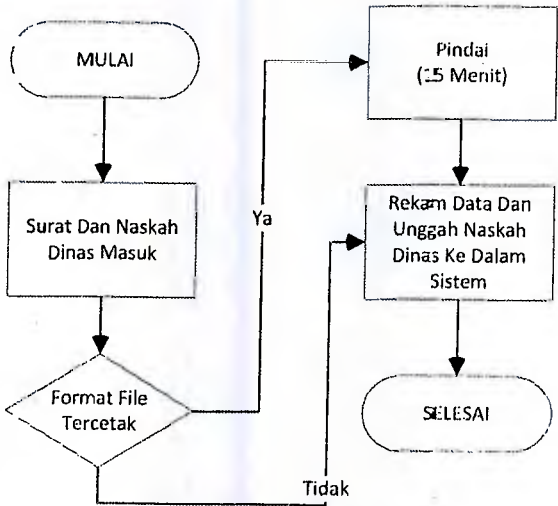 MULAI
Surat Dan Naskah
Dinas Masuk
Format File
Tercetak
Ya
Tidak
Pindai
(15 Menit)
Rekam Data Dan
Unggah Naskah
Dinas Ke Dalam
Sistem
SELESAI